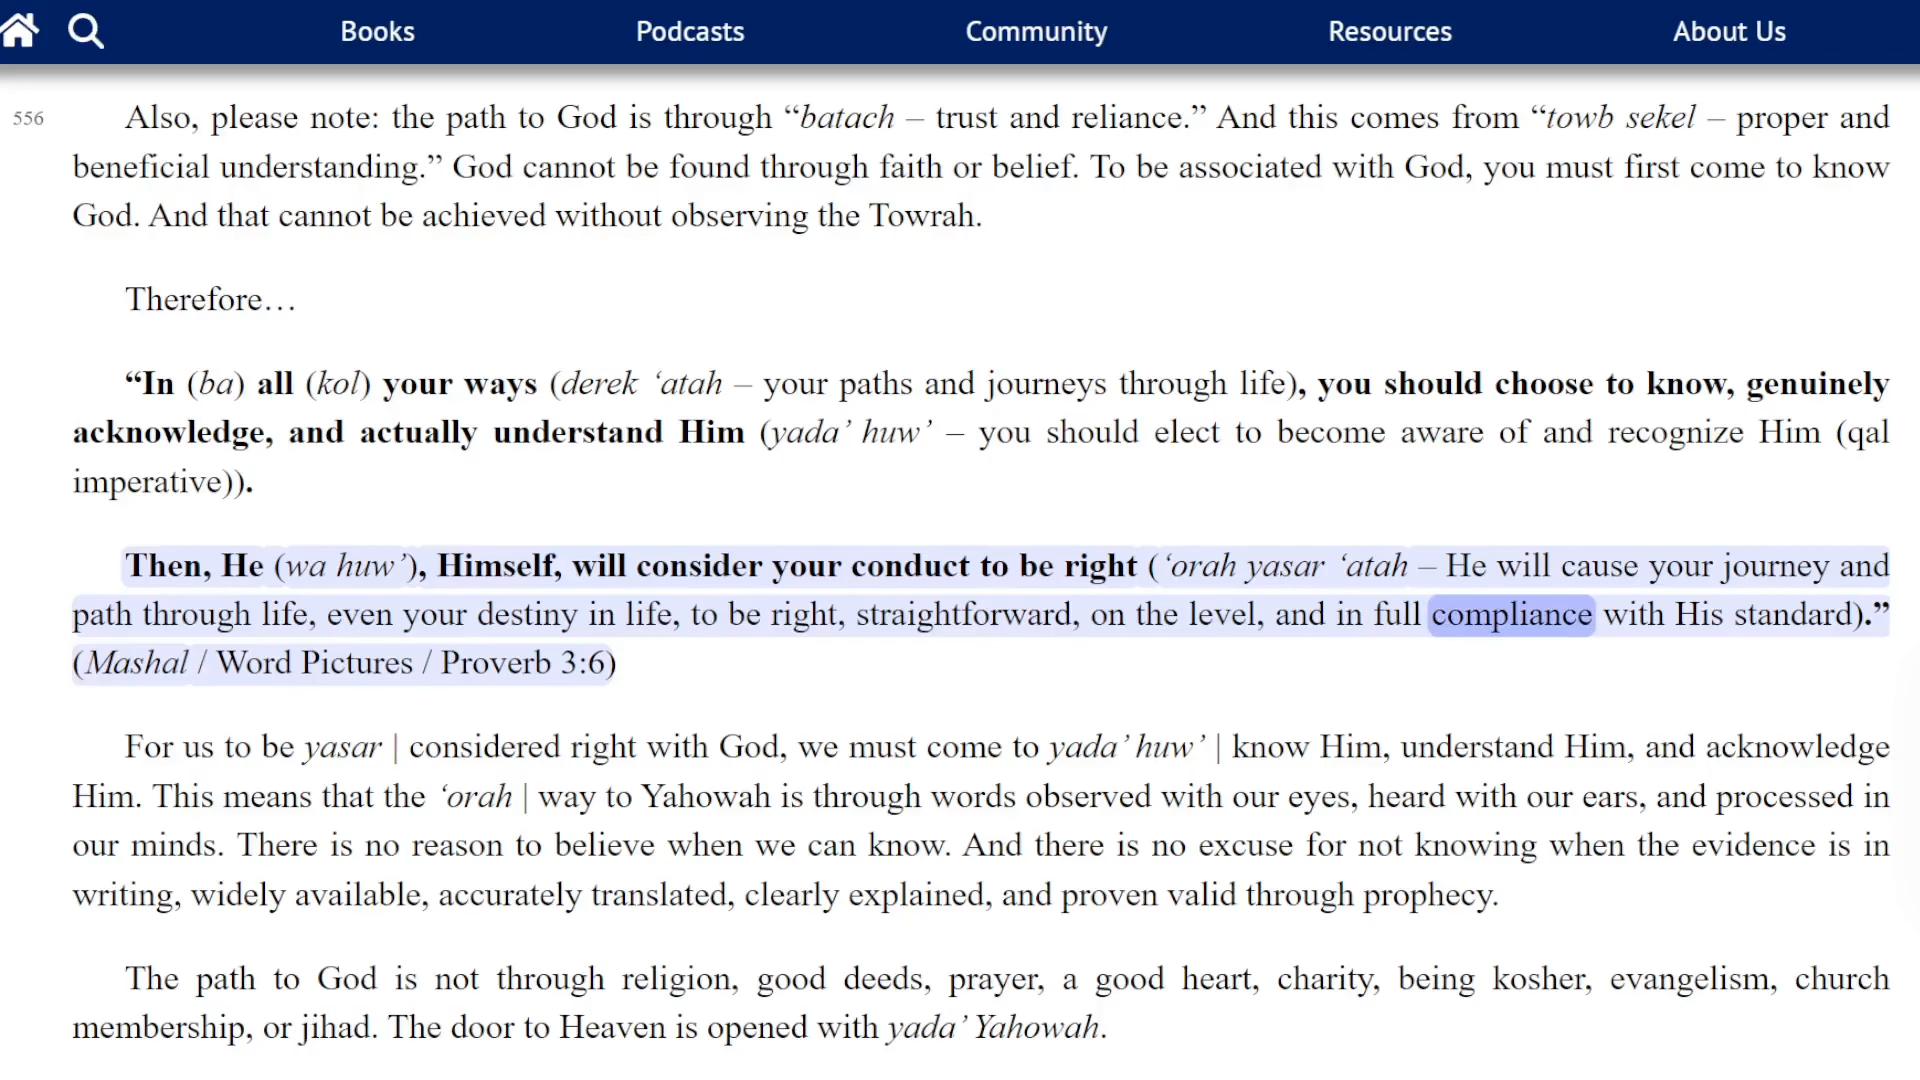 Books Podcasts Community Resources About Us
556 Also, please note: the path to God is through “batach – trust and reliance.” And this comes from “towb sekel – proper and
beneficial understanding.” God cannot be found through faith or belief. To be associated with God, you must first come to know
God. And that cannot be achieved without observing the Towrah.
Therefore…
“In (ba) all (kol) your ways (derek ‘atah – your paths and journeys through life), you should choose to know, genuinely
acknowledge, and actually understand Him (yada’ huw’ – you should elect to become aware of and recognize Him (qal
imperative)).
Then, He (wa huw’), Himself, will consider your conduct to be right (‘orah yasar ‘atah – He will cause your journey and
path through life, even your destiny in life, to be right, straightforward, on the level, and in full compliance with His standard).”
(Mashal / Word Pictures / Proverb 3:6)
For us to be yasar | considered right with God, we must come to yada’ huw’ | know Him, understand Him, and acknowledge
Him. This means that the ‘orah | way to Yahowah is through words observed with our eyes, heard with our ears, and processed in
our minds. There is no reason to believe when we can know. And there is no excuse for not knowing when the evidence is in
writing, widely available, accurately translated, clearly explained, and proven valid through prophecy.
The path to God is not through religion, good deeds, prayer, a good heart, charity, being kosher, evangelism, church
membership, or jihad. The door to Heaven is opened with yada’ Yahowah.